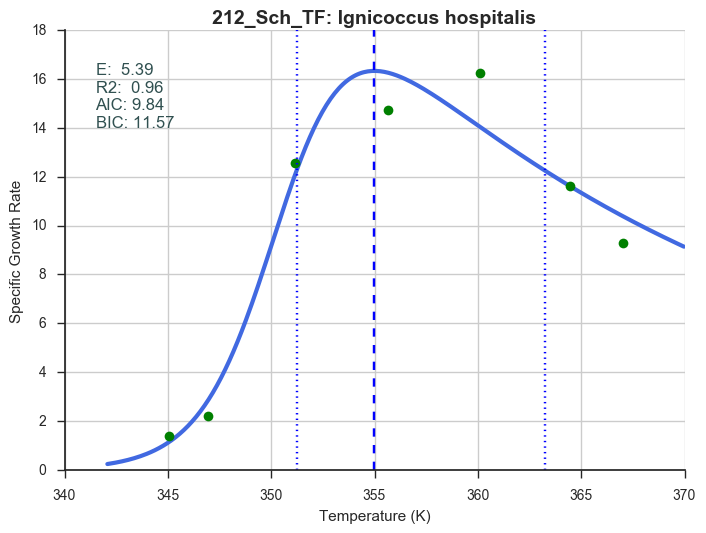 212_Sch_TF: Ignicoccus hospitalis
E: 5.39
R2: 0.96
AIC: 9.84
BIC: 11.57
Specific Growth Rate
18
16
14
12
10
8
6
4
2
0
340 345 350 355 360 365 370
Temperature (K)